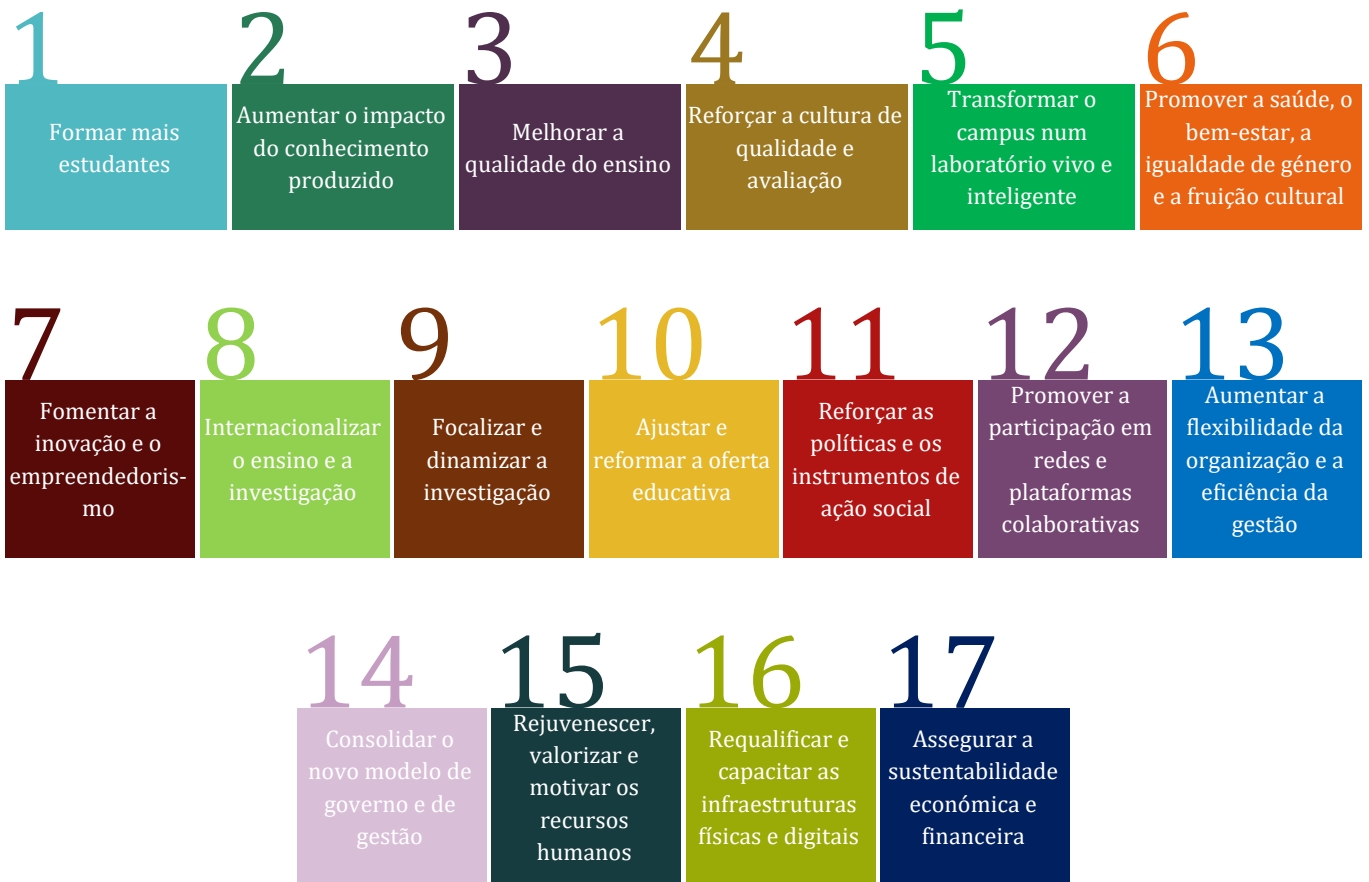 1
Formar mais
estudantes
2
Aumentar o impacto
do conhecimento
produzido
3
Melhorar a
qualidade do ensino
4
Reforçar a cultura de
qualidade e
avaliação
5
Transformar o
campus num
laboratório vivo e
inteligente
6
Promover a saúde, o
bem-estar, a
igualdade de género
e a fruição cultural
7
Fomentar a
inovação e o
empreendedoris-
mo
8
Internacionalizar
o ensino e a
investigação
9
Focalizar e
dinamizar a
investigação
10
Ajustar e
reformar a oferta
educativa
11
Reforçar as
políticas e os
instrumentos de
ação social
12
Promover a
participação em
redes e
plataformas
colaborativas
13
Aumentar a
flexibilidade da
organização e a
eficiência da
gestão
14
Consolidar o
novo modelo de
governo e de
gestão
15
Rejuvenescer,
valorizar e
motivar os
recursos
humanos
16
Requalificar e
capacitar as
infraestruturas
físicas e digitais
17
Assegurar a
sustentabilidade
económica e
financeira